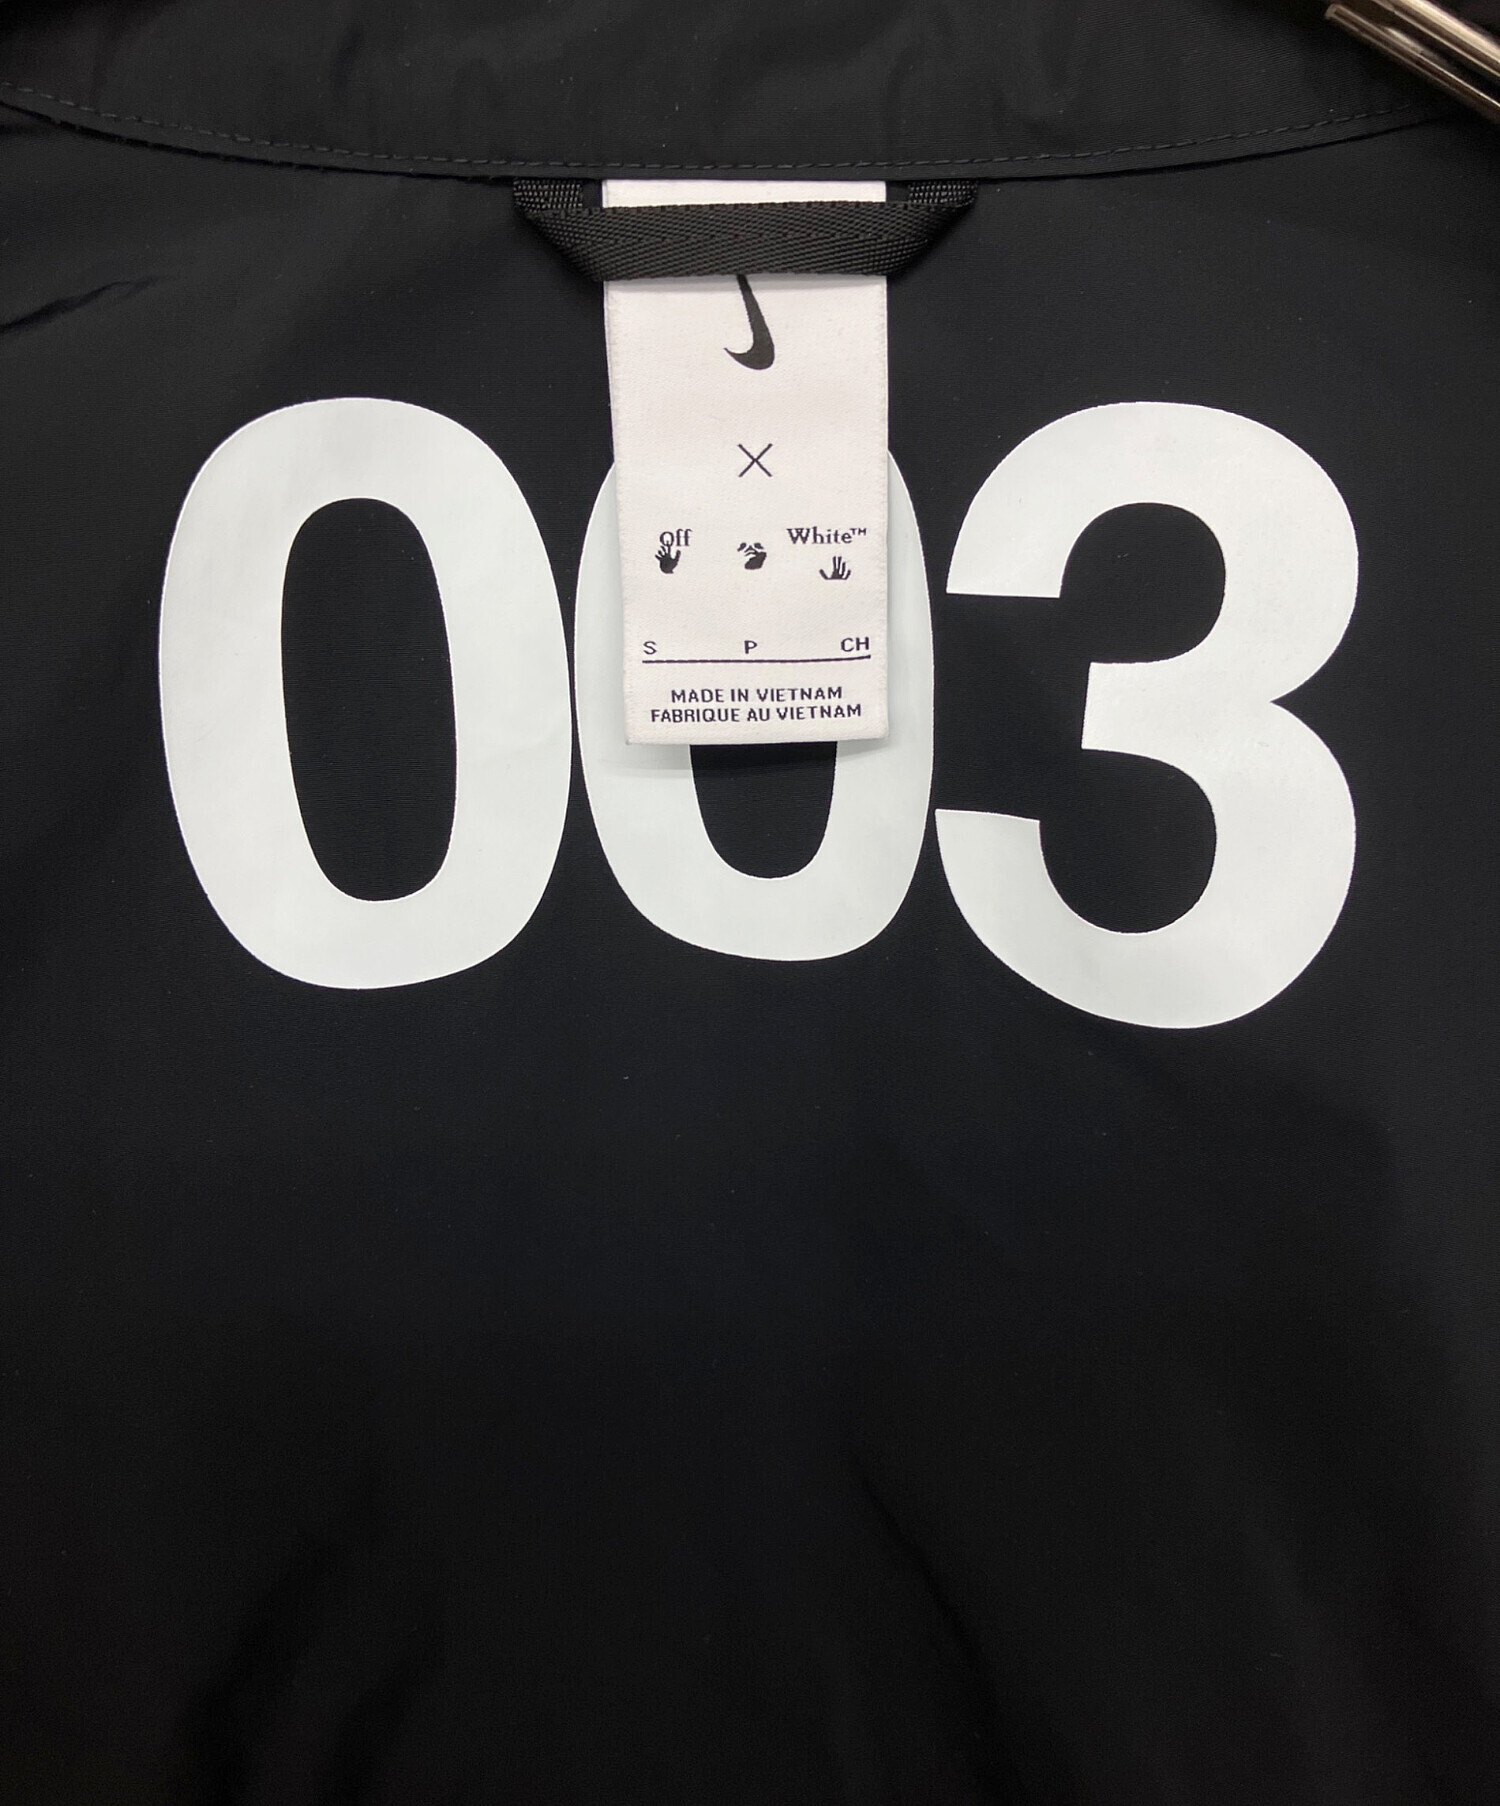 003
×
Off White™
S P CH
MADE IN VIETNAM
FABRIQUE AU VIETNAM